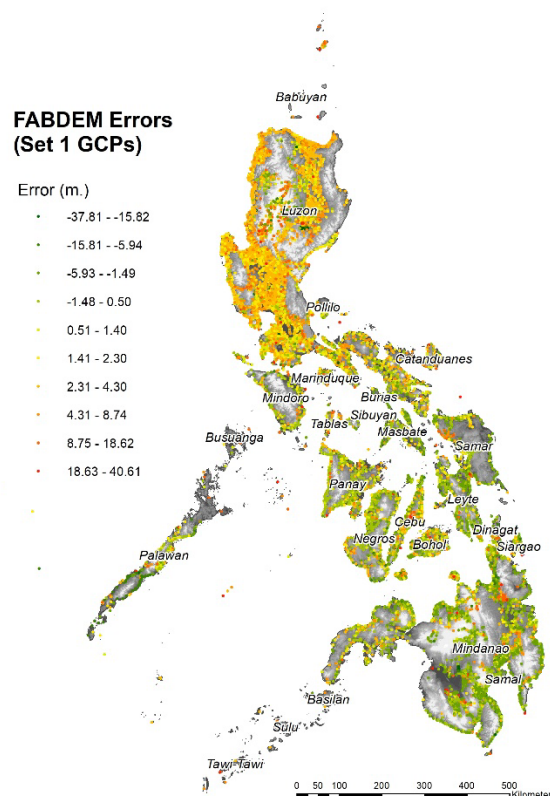 FABDEM Errors
(Set 1 GCPs)
Error (m.)
-37.81 - -15.82
-15.81 - -5.94
-5.93 - -1.49
-1.48 - 0.50
0.51 - 1.40
1.41 - 2.30
2.31 - 4.30
4.31 - 8.74
8.75 - 18.62
18.63 - 40.61
Babuyan
Luzon
Pollilo
Catanduanes
Marinduque
Mindoro
Burias
Sibuyan
Tablas
Masbate
Busuanga
Samar
Panay
Leyte
Cebu
Dinagat
Negros
Bohol
Siargao
Palawan
Mindanao
Samal
Basilan
Sulu
Tawi-Tawi
0 50 100 200 300 400 500
Kilometer